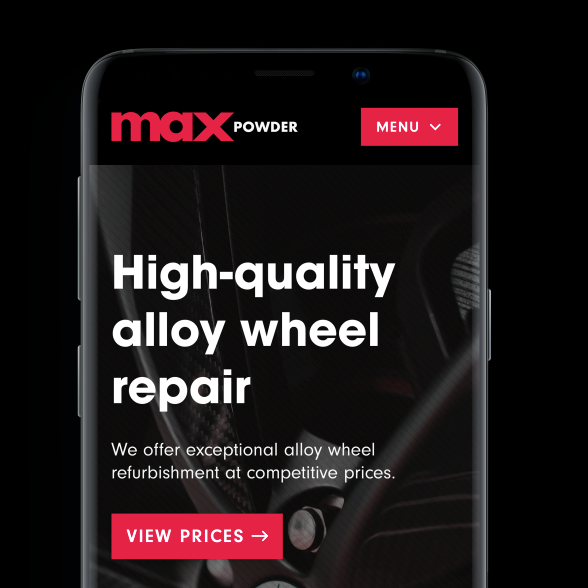 max POWDER
MENU
High-quality
alloy wheel
repair
We offer exceptional alloy wheel
refurbishment at competitive prices.
VIEW PRICES →